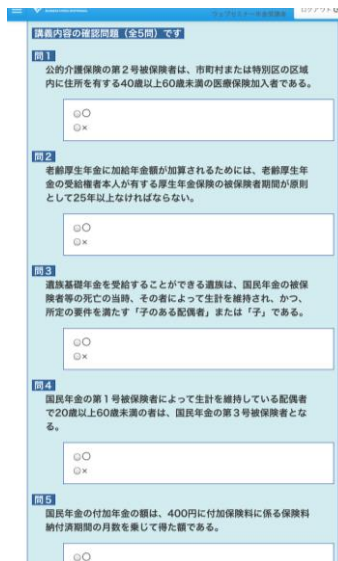 講義内容の確認問題（全5問）です
問1
公的介護保険の第２号被保険者は、市町村または特別区の区域
内に住所を有する40歳以上60歳未満の医療保険加入者である。
○
×
問2
老齢厚生年金に加給年金額が加算されるためには、老齢厚生年
金の受給権者本人が有する厚生年金保険の被保険者期間が原則
として25年以上なければならない。
○
×
問3
遺族基礎年金を受給することができる遺族は、国民年金の被保
険者等の死亡の当時、その者によって生計を維持され、かつ、
所定の要件を満たす「子のある配偶者」または「子」である。
○
×
問4
国民年金の第１号被保険者によって生計を維持している配偶者
で20歳以上60歳未満の者は、国民年金の第３号被保険者とな
る。
○
×
問5
国民年金の付加年金の額は、400円に付加保険料に係る保険料
納付済期間の月数を乗じて得た額である。
○